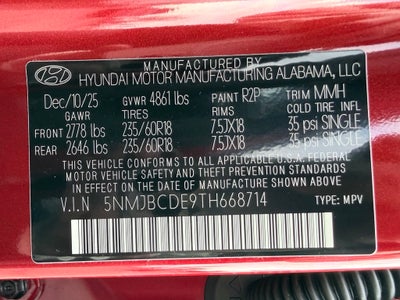 MANUFACTURED BY
HYUNDAI MOTOR MANUFACTURING ALABAMA, LLC
Dec/10/25 GVWR 4861 lbs PAINT R2P TRIM MMH
GAWR TIRES RIMS
FRONT 2778 lbs 235/60R18 7.5JX18 35 psi SINGLE
REAR 2646 lbs 235/60R18 7.5JX18 35 psi SINGLE
THIS VEHICLE CONFORMS TO ALL APPLICABLE U.S.A. FEDERAL
MOTOR VEHICLE SAFETY AND THEFT PREVENTION STANDARDS
IN EFFECT ON THE DATE OF MANUFACTURE SHOWN ABOVE.
V.I.N 5NMJBCDE9TH668714 TYPE: MPV